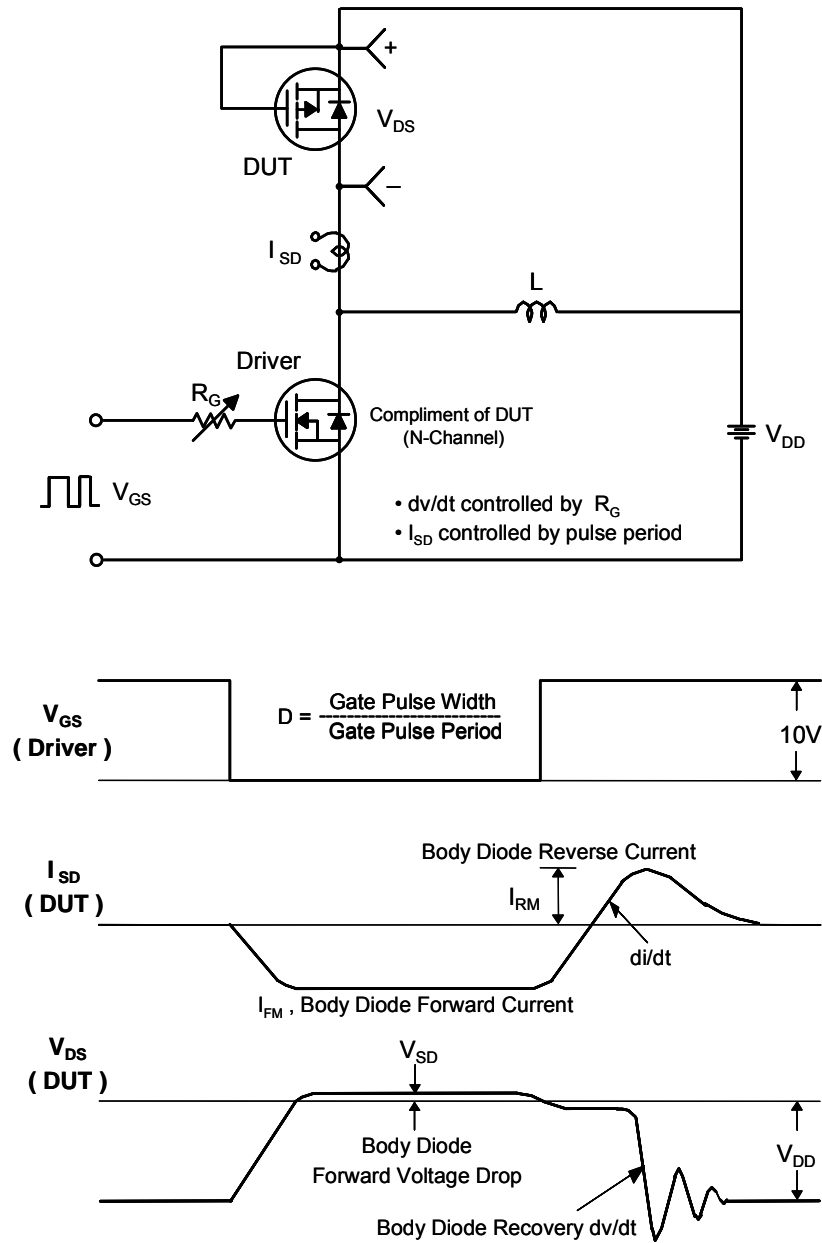 +
V_DS
DUT
−
I_SD
L
Driver
R_G
Compliment of DUT
(N-Channel)
V_DD
V_GS
• dv/dt controlled by R_G
• I_SD controlled by pulse period
V_GS
( Driver )
D = Gate Pulse Width
Gate Pulse Period
10V
Body Diode Reverse Current
I_SD
( DUT )
I_RM
di/dt
I_FM , Body Diode Forward Current
V_DS
( DUT )
V_SD
Body Diode
Forward Voltage Drop
V_DD
Body Diode Recovery dv/dt